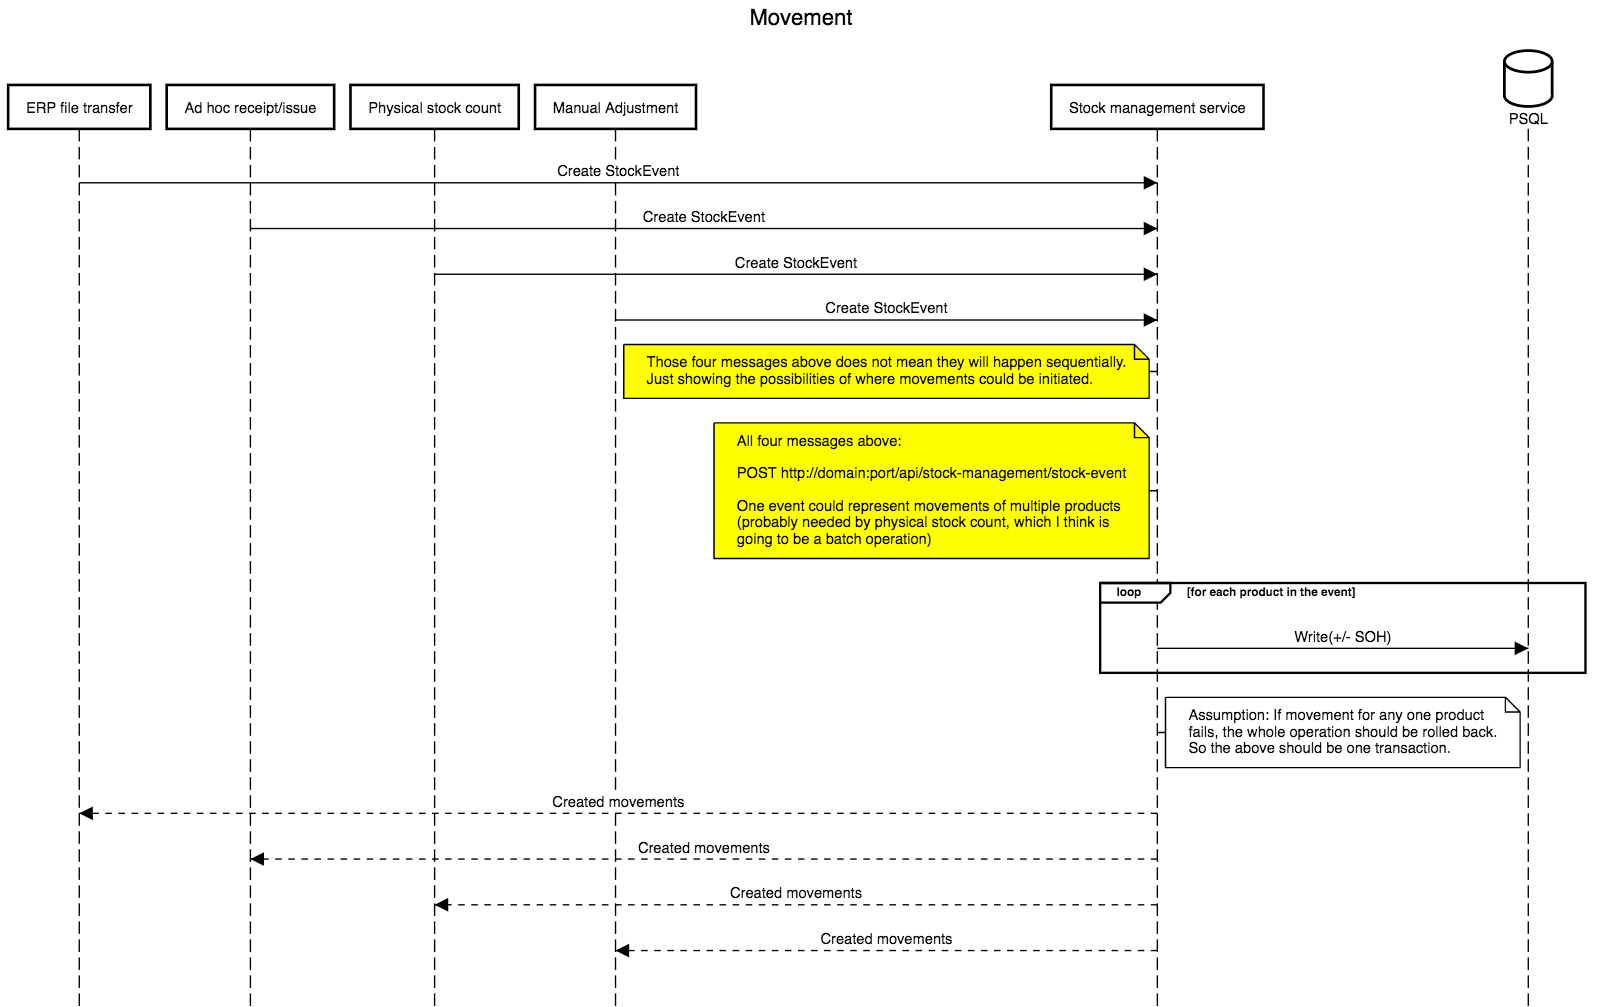 Movement
ERP file transfer
Ad hoc receipt/issue
Physical stock count
Manual Adjustment
Stock management service
PSQL
Create StockEvent
Create StockEvent
Create StockEvent
Create StockEvent
Those four messages above does not mean they will happen sequentially.
Just showing the possibilities of where movements could be initiated.
All four messages above:
POST http://domain:port/api/stock-management/stock-event
One event could represent movements of multiple products
(probably needed by physical stock count, which I think is
going to be a batch operation)
loop
[for each product in the event]
Write(+/- SOH)
Assumption: If movement for any one product
fails, the whole operation should be rolled back.
So the above should be one transaction.
Created movements
Created movements
Created movements
Created movements